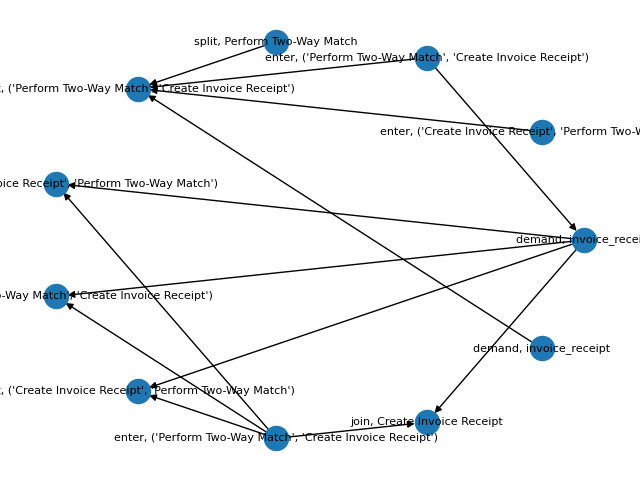 split, Perform Two-Way Match
enter, ('Perform Two-Way Match', 'Create Invoice Receipt')
, ('Perform Two-Way Match', 'Create Invoice Receipt')
enter, ('Create Invoice Receipt', 'Perform Two-W
Receipt', 'Perform Two-Way Match')
demand, invoice_recei
-Way Match', 'Create Invoice Receipt')
demand, invoice_receipt
, ('Create Invoice Receipt', 'Perform Two-Way Match')
join, Create Invoice Receipt
enter, ('Perform Two-Way Match', 'Create Invoice Receipt')